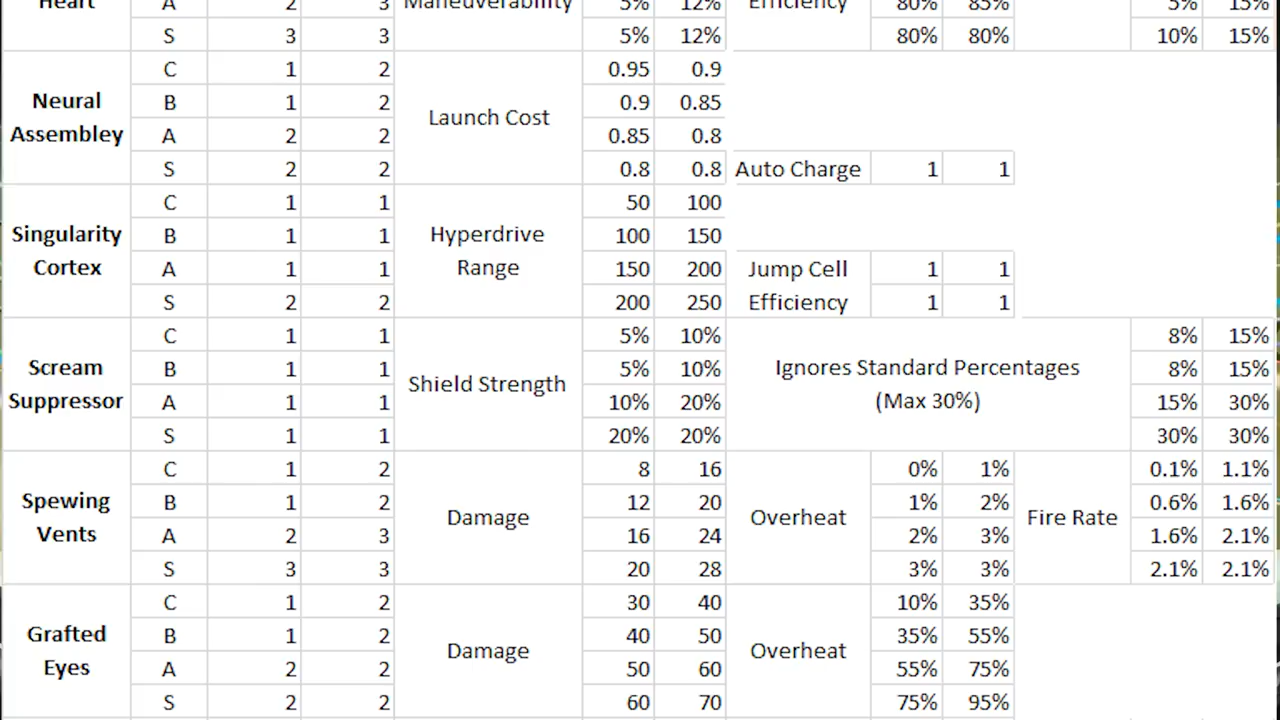 Heart A 2 3 Maneuverability 5% 12% Efficiency 80% 85% 5% 15%
S 3 3 5% 12% 80% 80% 10% 15%
Neural Assembley
C 1 2 Launch Cost 0.95 0.9
B 1 2 0.9 0.85
A 2 2 0.85 0.8
S 2 2 0.8 0.8 Auto Charge 1 1
Singularity Cortex
C 1 1 Hyperdrive Range 50 100
B 1 1 100 150
A 1 1 150 200 Jump Cell Efficiency 1 1
S 2 2 200 250 1 1
Scream Suppressor
C 1 1 Shield Strength 5% 10% Ignores Standard Percentages (Max 30%) 8% 15%
B 1 1 5% 10% 8% 15%
A 1 1 10% 20% 15% 30%
S 1 1 20% 20% 30% 30%
Spewing Vents
C 1 2 Damage 8 16 Overheat 0% 1% Fire Rate 0.1% 1.1%
B 1 2 12 20 1% 2% 0.6% 1.6%
A 2 3 16 24 2% 3% 1.6% 2.1%
S 3 3 20 28 3% 3% 2.1% 2.1%
Grafted Eyes
C 1 2 Damage 30 40 Overheat 10% 35%
B 1 2 40 50 35% 55%
A 2 2 50 60 55% 75%
S 2 2 60 70 75% 95%